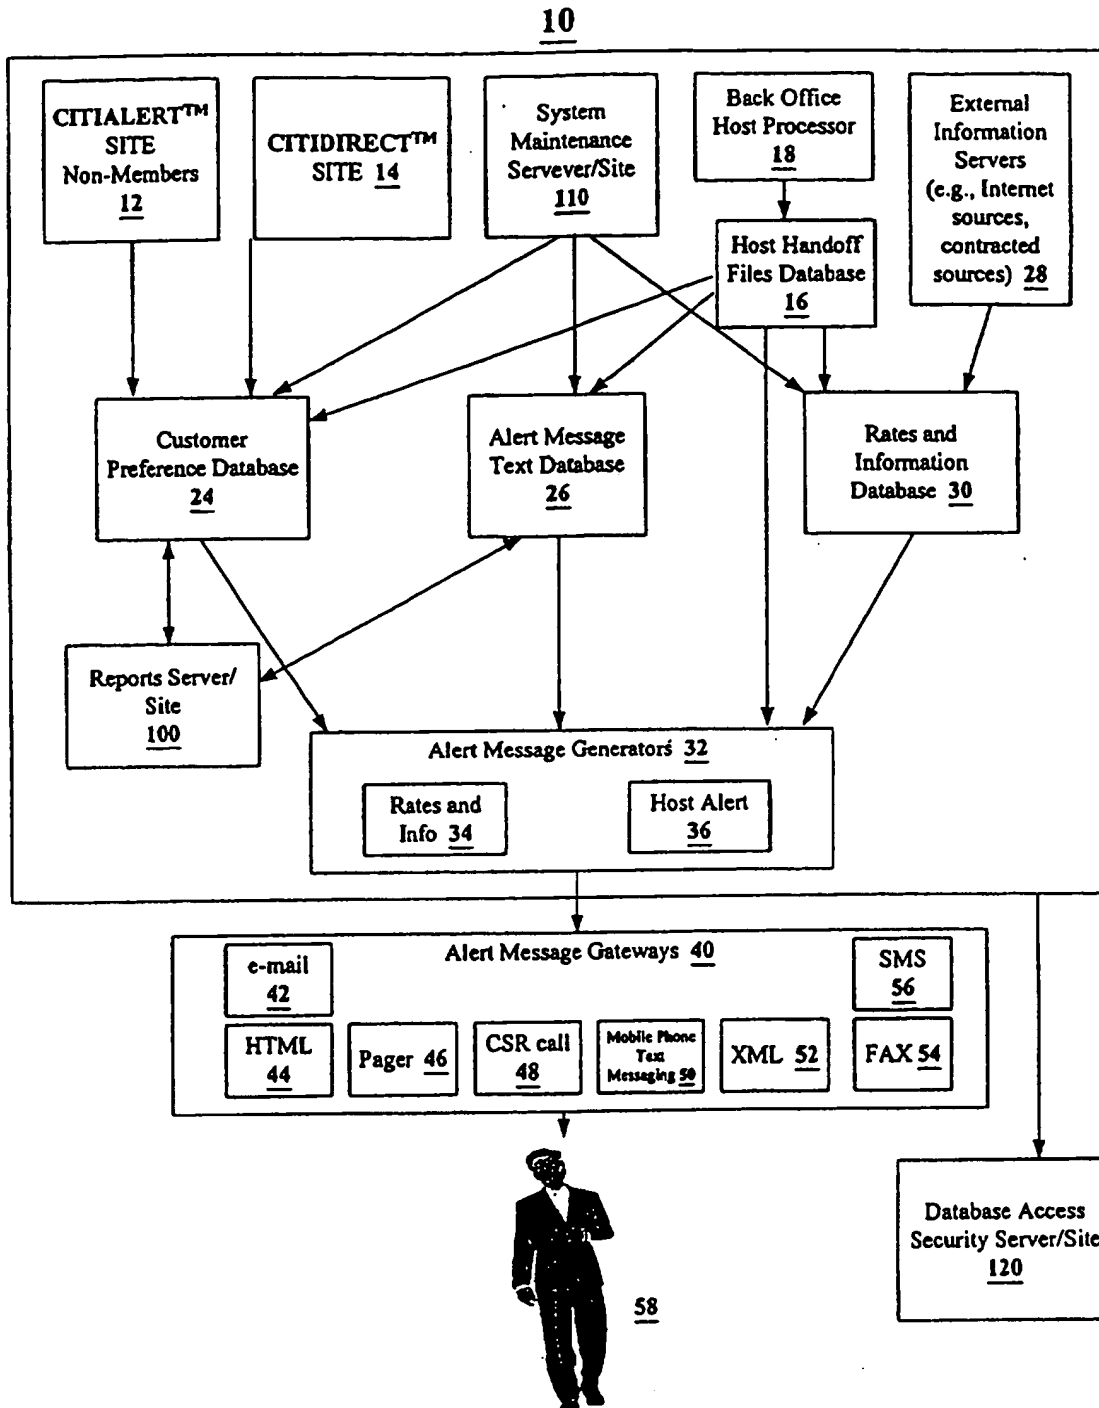 10
CITIALERT™
SITE
Non-Members
12
CITIDIRECT™
SITE 14
System
Maintenance
Servever/Site
110
Back Office
Host Processor
18
External
Information
Servers
(e.g., Internet
sources,
contracted
sources) 28
Host Handoff
Files Database
16
Customer
Preference Database
24
Alert Message
Text Database
26
Rates and
Information
Database 30
Reports Server/
Site
100
Alert Message Generators 32
Rates and
Info 34
Host Alert
36
Alert Message Gateways 40
e-mail
42
SMS
56
HTML
44
Pager 46
CSR call
48
Mobile Phone
Text
Messaging 50
XML 52
FAX 54
Database Access
Security Server/Site
120
58